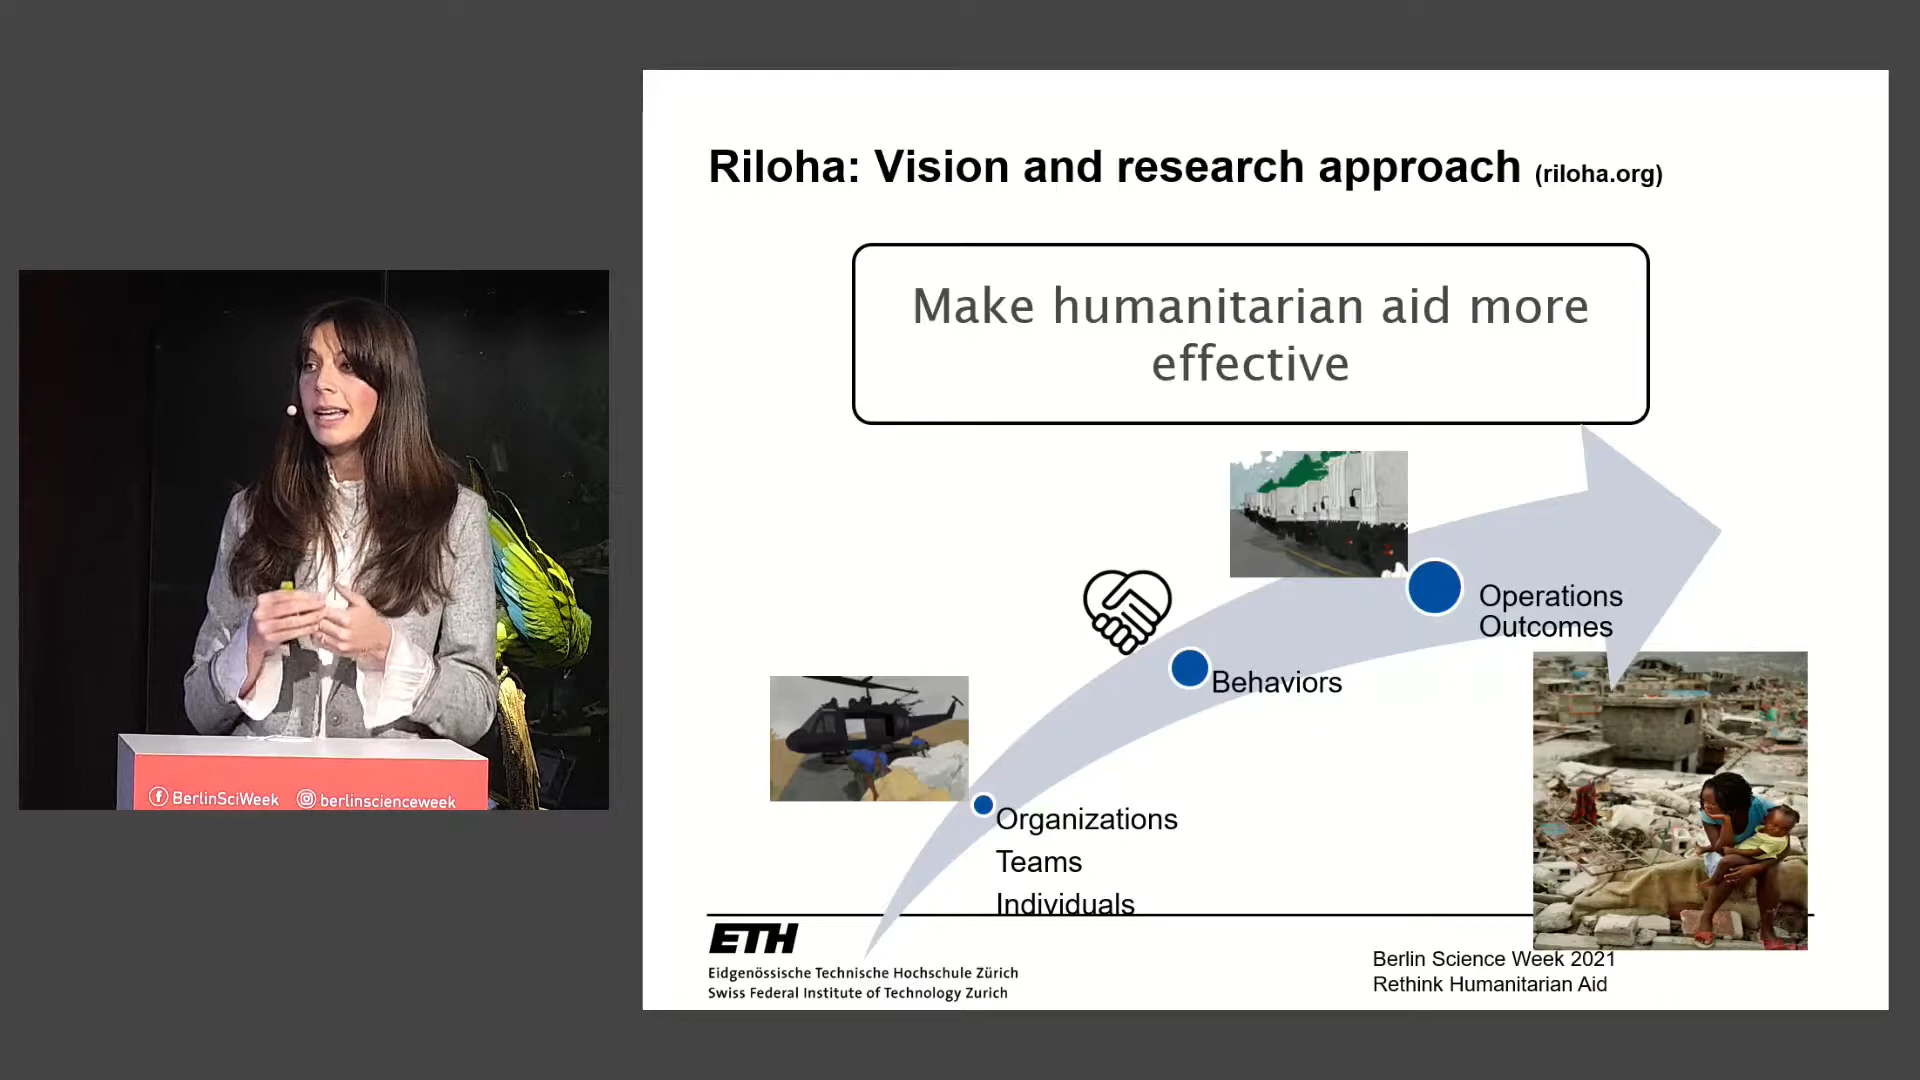 Riloha: Vision and research approach (riloha.org)
Make humanitarian aid more
effective
Operations
Outcomes
Behaviors
Organizations
Teams
Individuals
ETH
Eidgenössische Technische Hochschule Zürich
Swiss Federal Institute of Technology Zurich
Berlin Science Week 2021
Rethink Humanitarian Aid
BerlinSciWeek berlinscienceweek